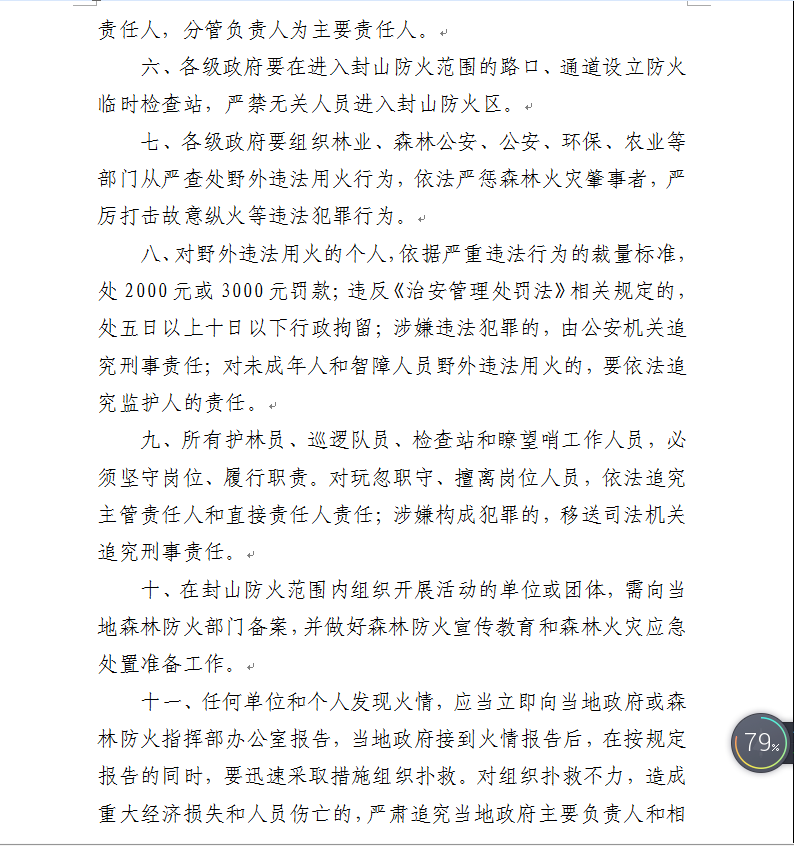 责任人，分管负责人为主要责任人。
六、各级政府要在进入封山防火范围的路口、通道设立防火
临时检查站，严禁无关人员进入封山防火区。
七、各级政府要组织林业、森林公安、公安、环保、农业等
部门从严查处野外违法用火行为，依法严惩森林火灾肇事者，严
厉打击故意纵火等违法犯罪行为。
八、对野外违法用火的个人，依据严重违法行为的裁量标准，
处 2000 元或 3000 元罚款；违反《治安管理处罚法》相关规定的，
处五日以上十日以下行政拘留；涉嫌违法犯罪的，由公安机关追
究刑事责任；对未成年人和智障人员野外违法用火的，要依法追
究监护人的责任。
九、所有护林员、巡逻队员、检查站和瞭望哨工作人员，必
须坚守岗位、履行职责。对玩忽职守、擅离岗位人员，依法追究
主管责任人和直接责任人责任；涉嫌构成犯罪的，移送司法机关
追究刑事责任。
十、在封山防火范围内组织开展活动的单位或团体，需向当
地森林防火部门备案，并做好森林防火宣传教育和森林火灾应急
处置准备工作。
十一、任何单位和个人发现火情，应当立即向当地政府或森
林防火指挥部办公室报告，当地政府接到火情报告后，在按规定
报告的同时，要迅速采取措施组织扑救。对组织扑救不力，造成
重大经济损失和人员伤亡的，严肃追究当地政府主要负责人和相
79%